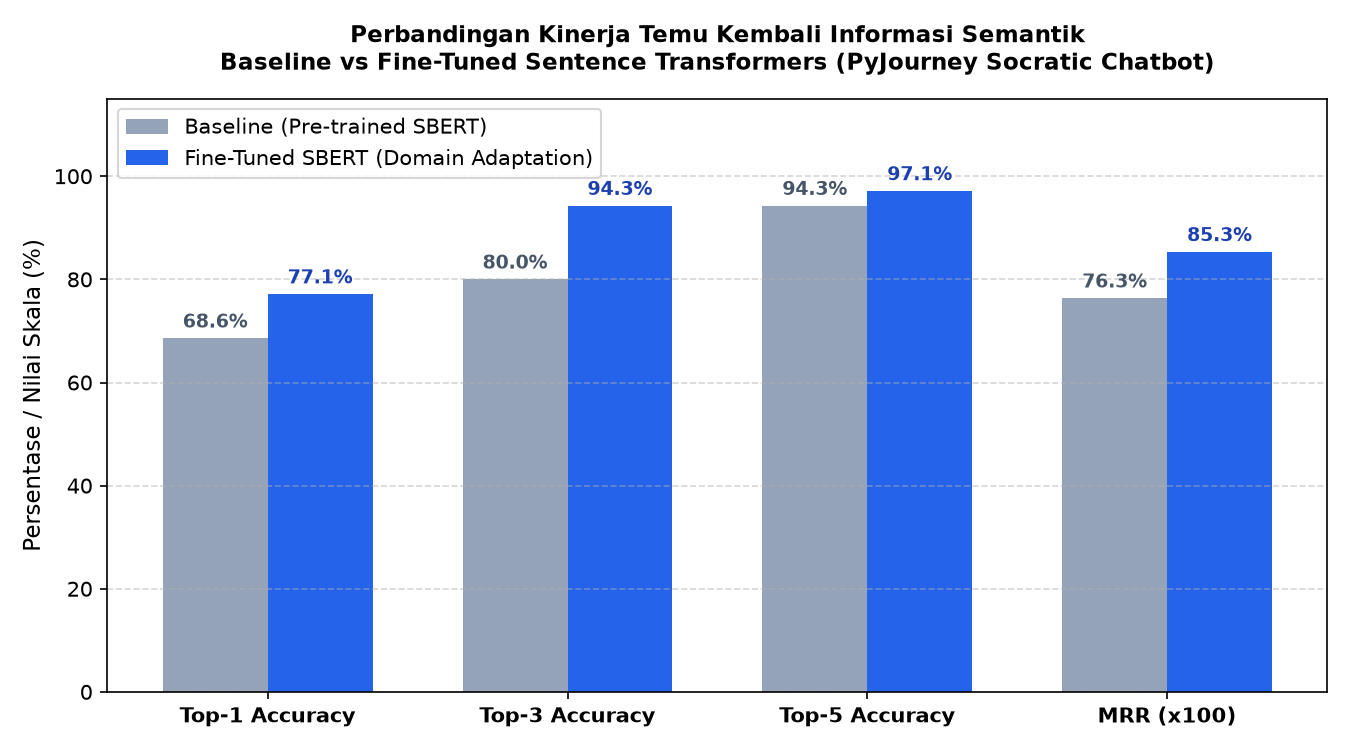 Perbandingan Kinerja Temu Kembali Informasi Semantik
Baseline vs Fine-Tuned Sentence Transformers (PyJourney Socratic Chatbot)
Baseline (Pre-trained SBERT)
Fine-Tuned SBERT (Domain Adaptation)
Persentase / Nilai Skala (%)
100
80
60
40
20
0
68.6%
77.1%
80.0%
94.3%
94.3%
97.1%
76.3%
85.3%
Top-1 Accuracy
Top-3 Accuracy
Top-5 Accuracy
MRR (x100)